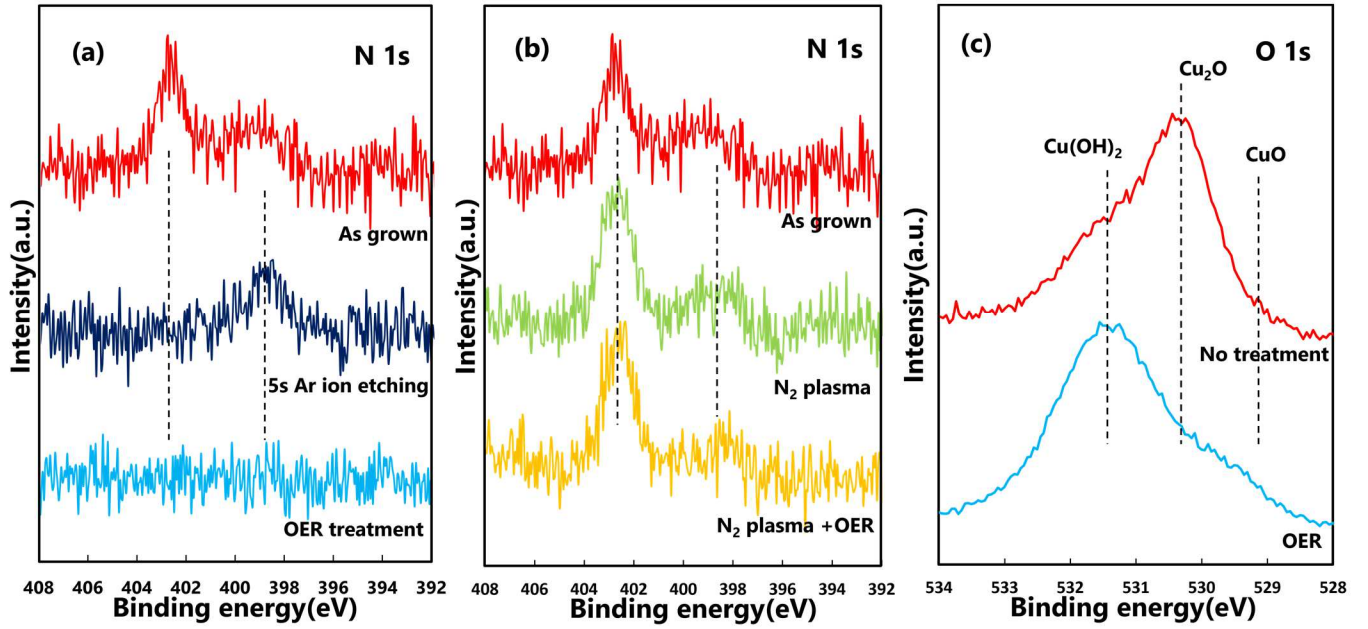 (a)
N 1s
As grown
5s Ar ion etching
OER treatment
Intensity(a.u.)
408 406 404 402 400 398 396 394 392
Binding energy(eV)
(b)
N 1s
As grown
N₂ plasma
N₂ plasma +OER
Intensity(a.u.)
408 406 404 402 400 398 396 394 392
Binding energy(eV)
(c)
O 1s
Cu₂O
Cu(OH)₂
CuO
No treatment
OER
Intensity(a.u.)
534 533 532 531 530 529 528
Binding energy(eV)